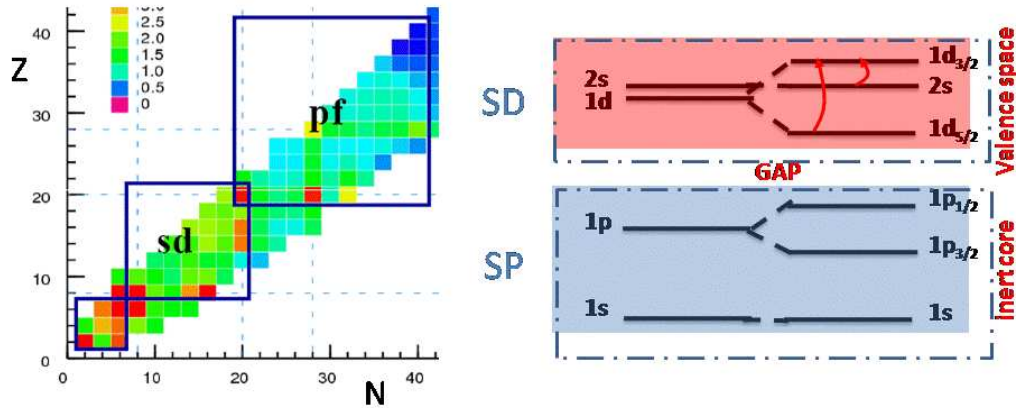 Z
40
30
20
10
0
2.5
2.0
1.5
1.0
0.5
0
pf
sd
0
10
20
30
40
N
SD
2s
1d
1d3/2
2s
1d5/2
Valence space
GAP
SP
1p
1s
1p1/2
1p3/2
1s
Inertcore